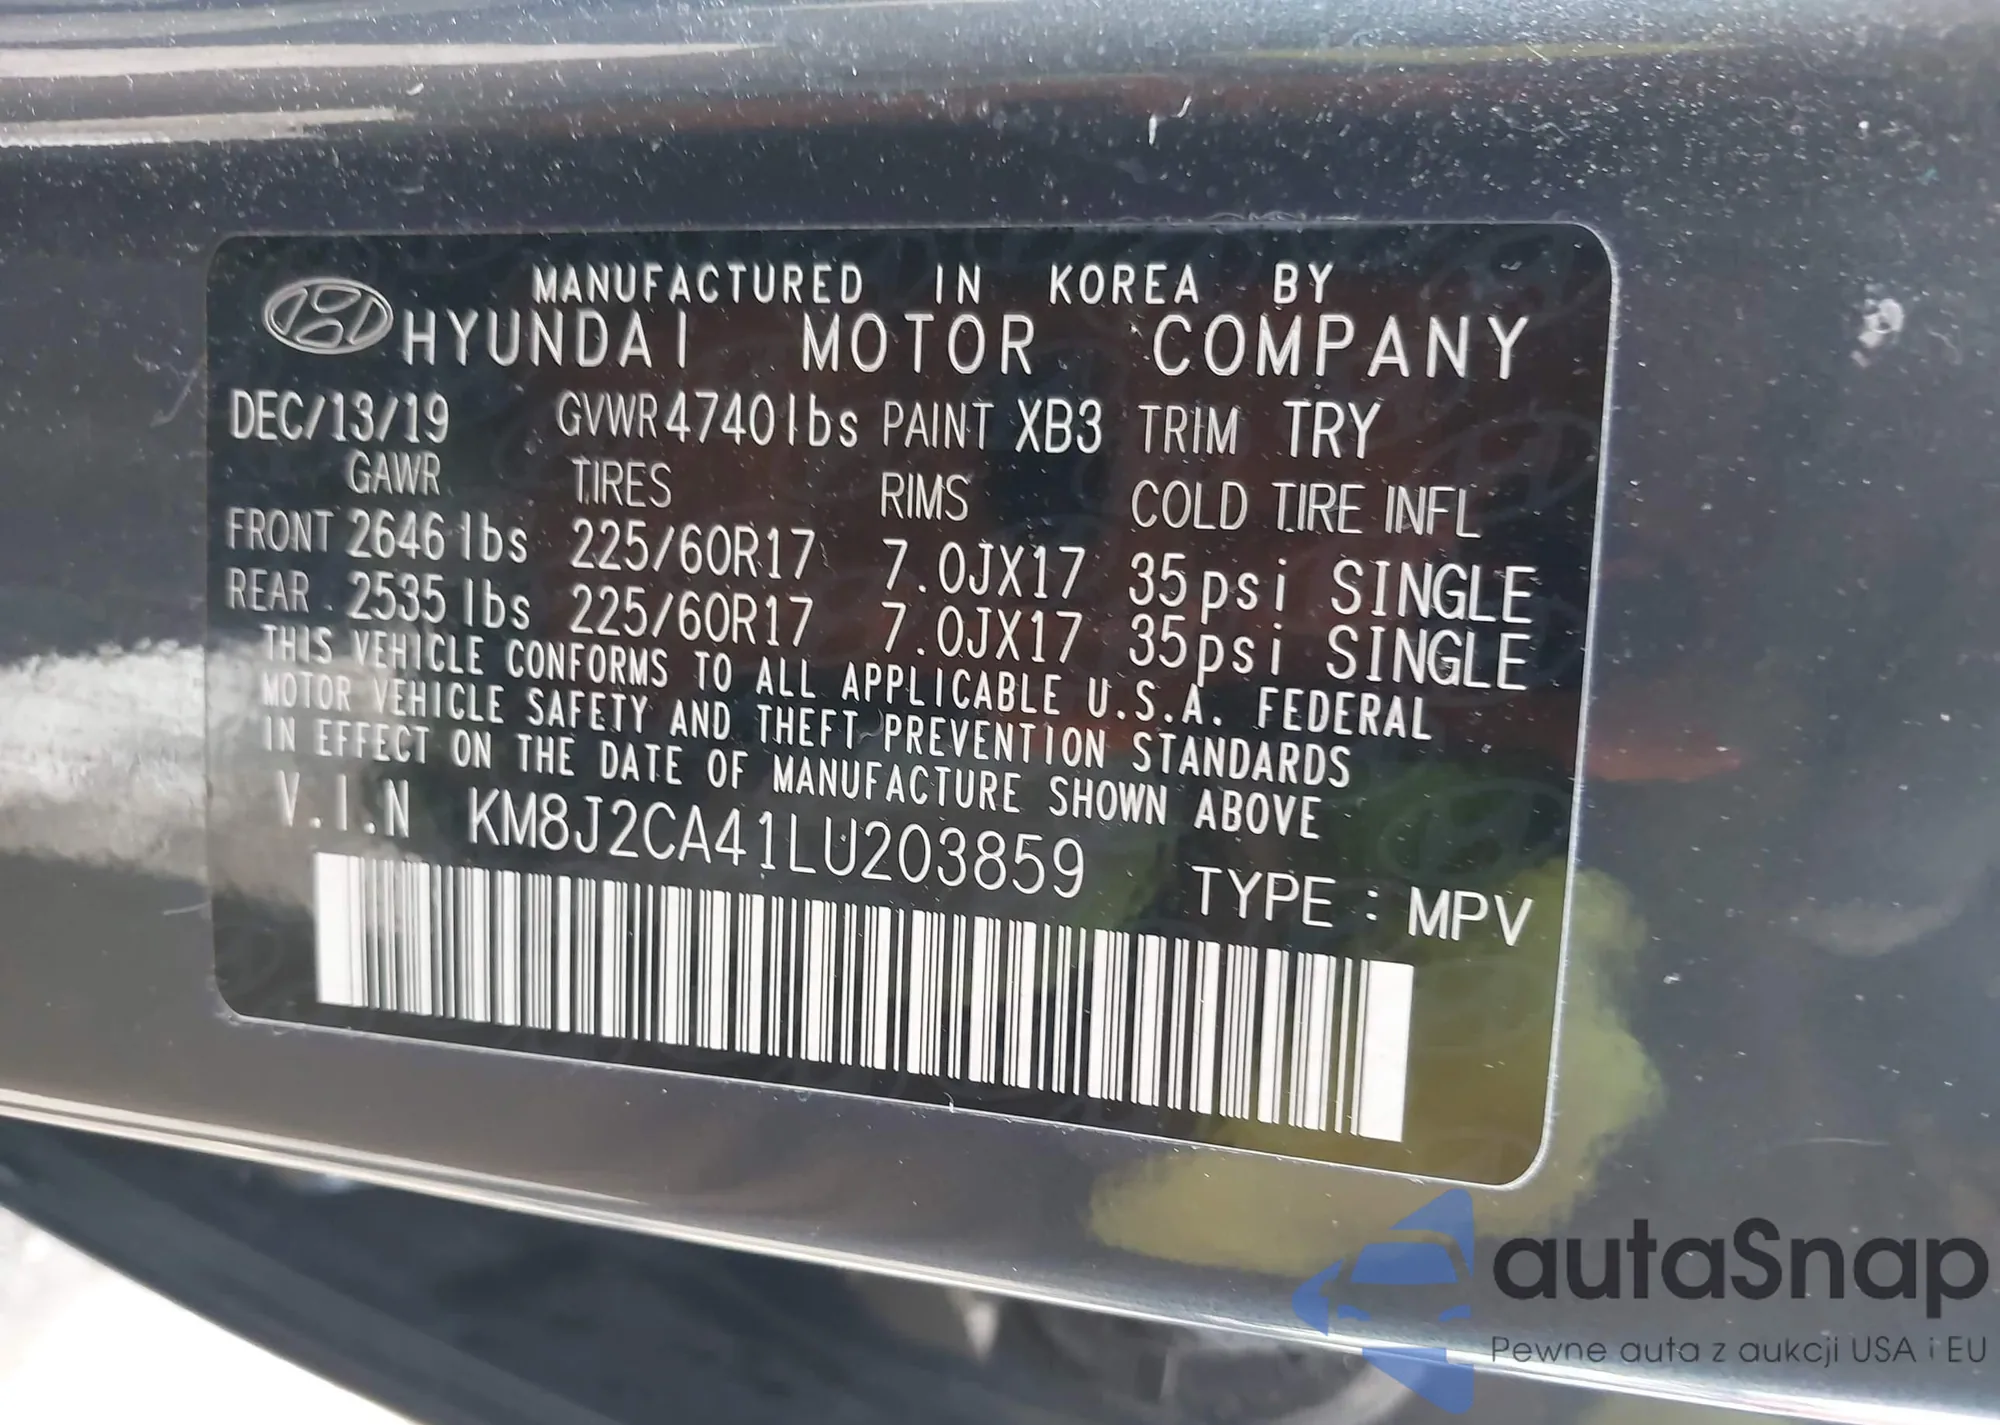 MANUFACTURED IN KOREA BY
HYUNDAI MOTOR COMPANY
DEC/13/19 GVWR 4740lbs PAINT XB3 TRIM TRY
GAWR TIRES RIMS COLD TIRE INFL
FRONT 2646lbs 225/60R17 7.0JX17 35psi SINGLE
REAR 2535lbs 225/60R17 7.0JX17 35psi SINGLE
THIS VEHICLE CONFORMS TO ALL APPLICABLE U.S.A. FEDERAL
MOTOR VEHICLE SAFETY AND THEFT PREVENTION STANDARDS
IN EFFECT ON THE DATE OF MANUFACTURE SHOWN ABOVE
V.I.N KM8J2CA41LU203859
TYPE : MPV
autaSnap
Pewne auta z aukcji USA i EU